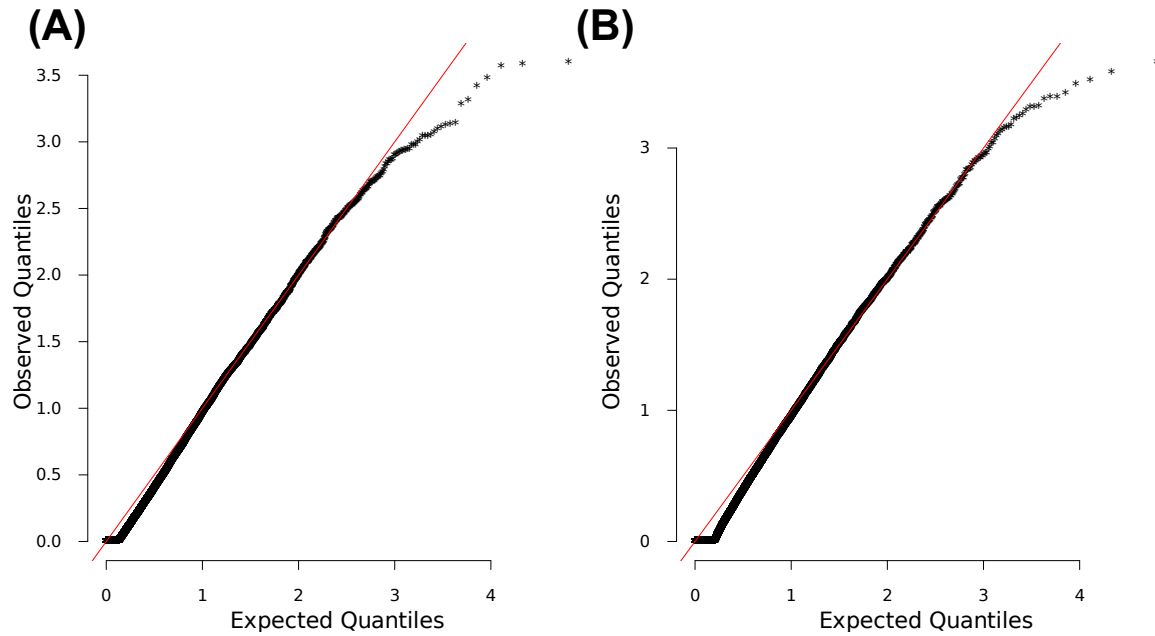 (A)
3.5
3.0
2.5
2.0
1.5
1.0
0.5
0.0
Observed Quantiles
0 1 2 3 4
Expected Quantiles
(B)
3
2
1
0
Observed Quantiles
0 1 2 3 4
Expected Quantiles